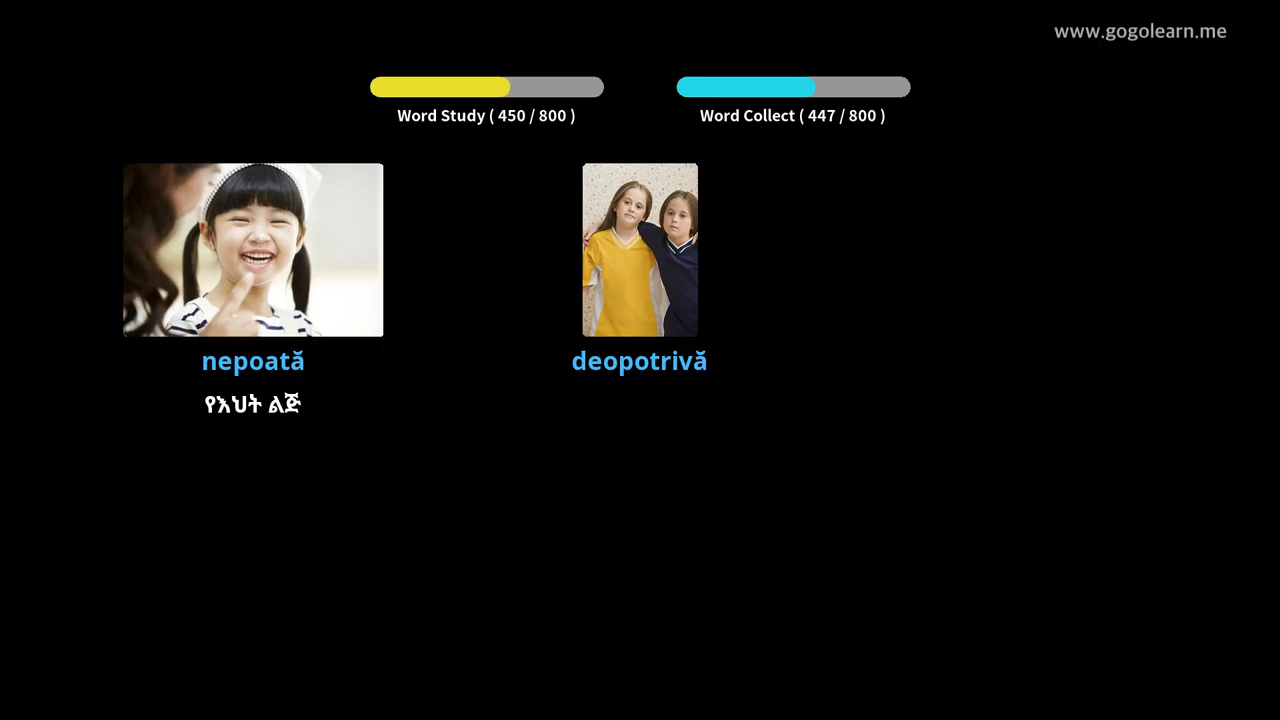 www.gogolearn.me
Word Study ( 450 / 800 )
Word Collect ( 447 / 800 )
nepoată
የእህት ልጅ
deopotrivă